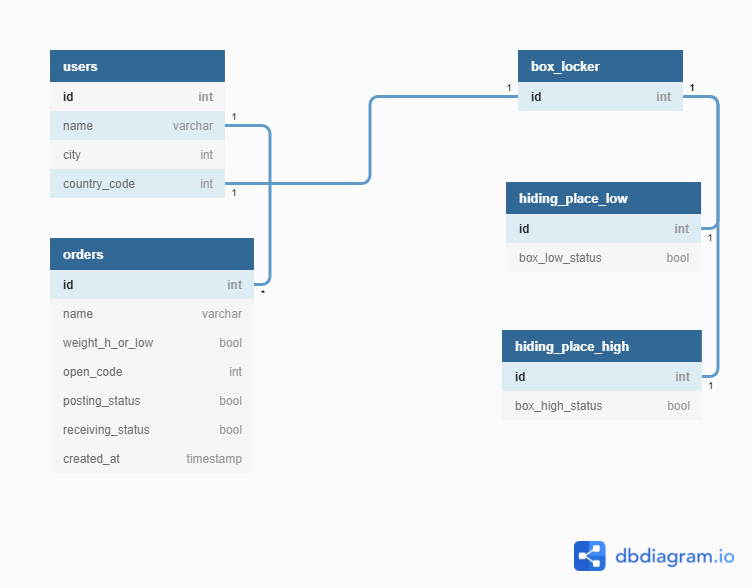 users
id int
name varchar
city int
country_code int
1
1
orders
id int
*
name varchar
weight_h_or_low bool
open_code int
posting_status bool
receiving_status bool
created_at timestamp
box_locker
1
id int
1
hiding_place_low
id int
1
box_low_status bool
hiding_place_high
id int
1
box_high_status bool
dbdiagram.io